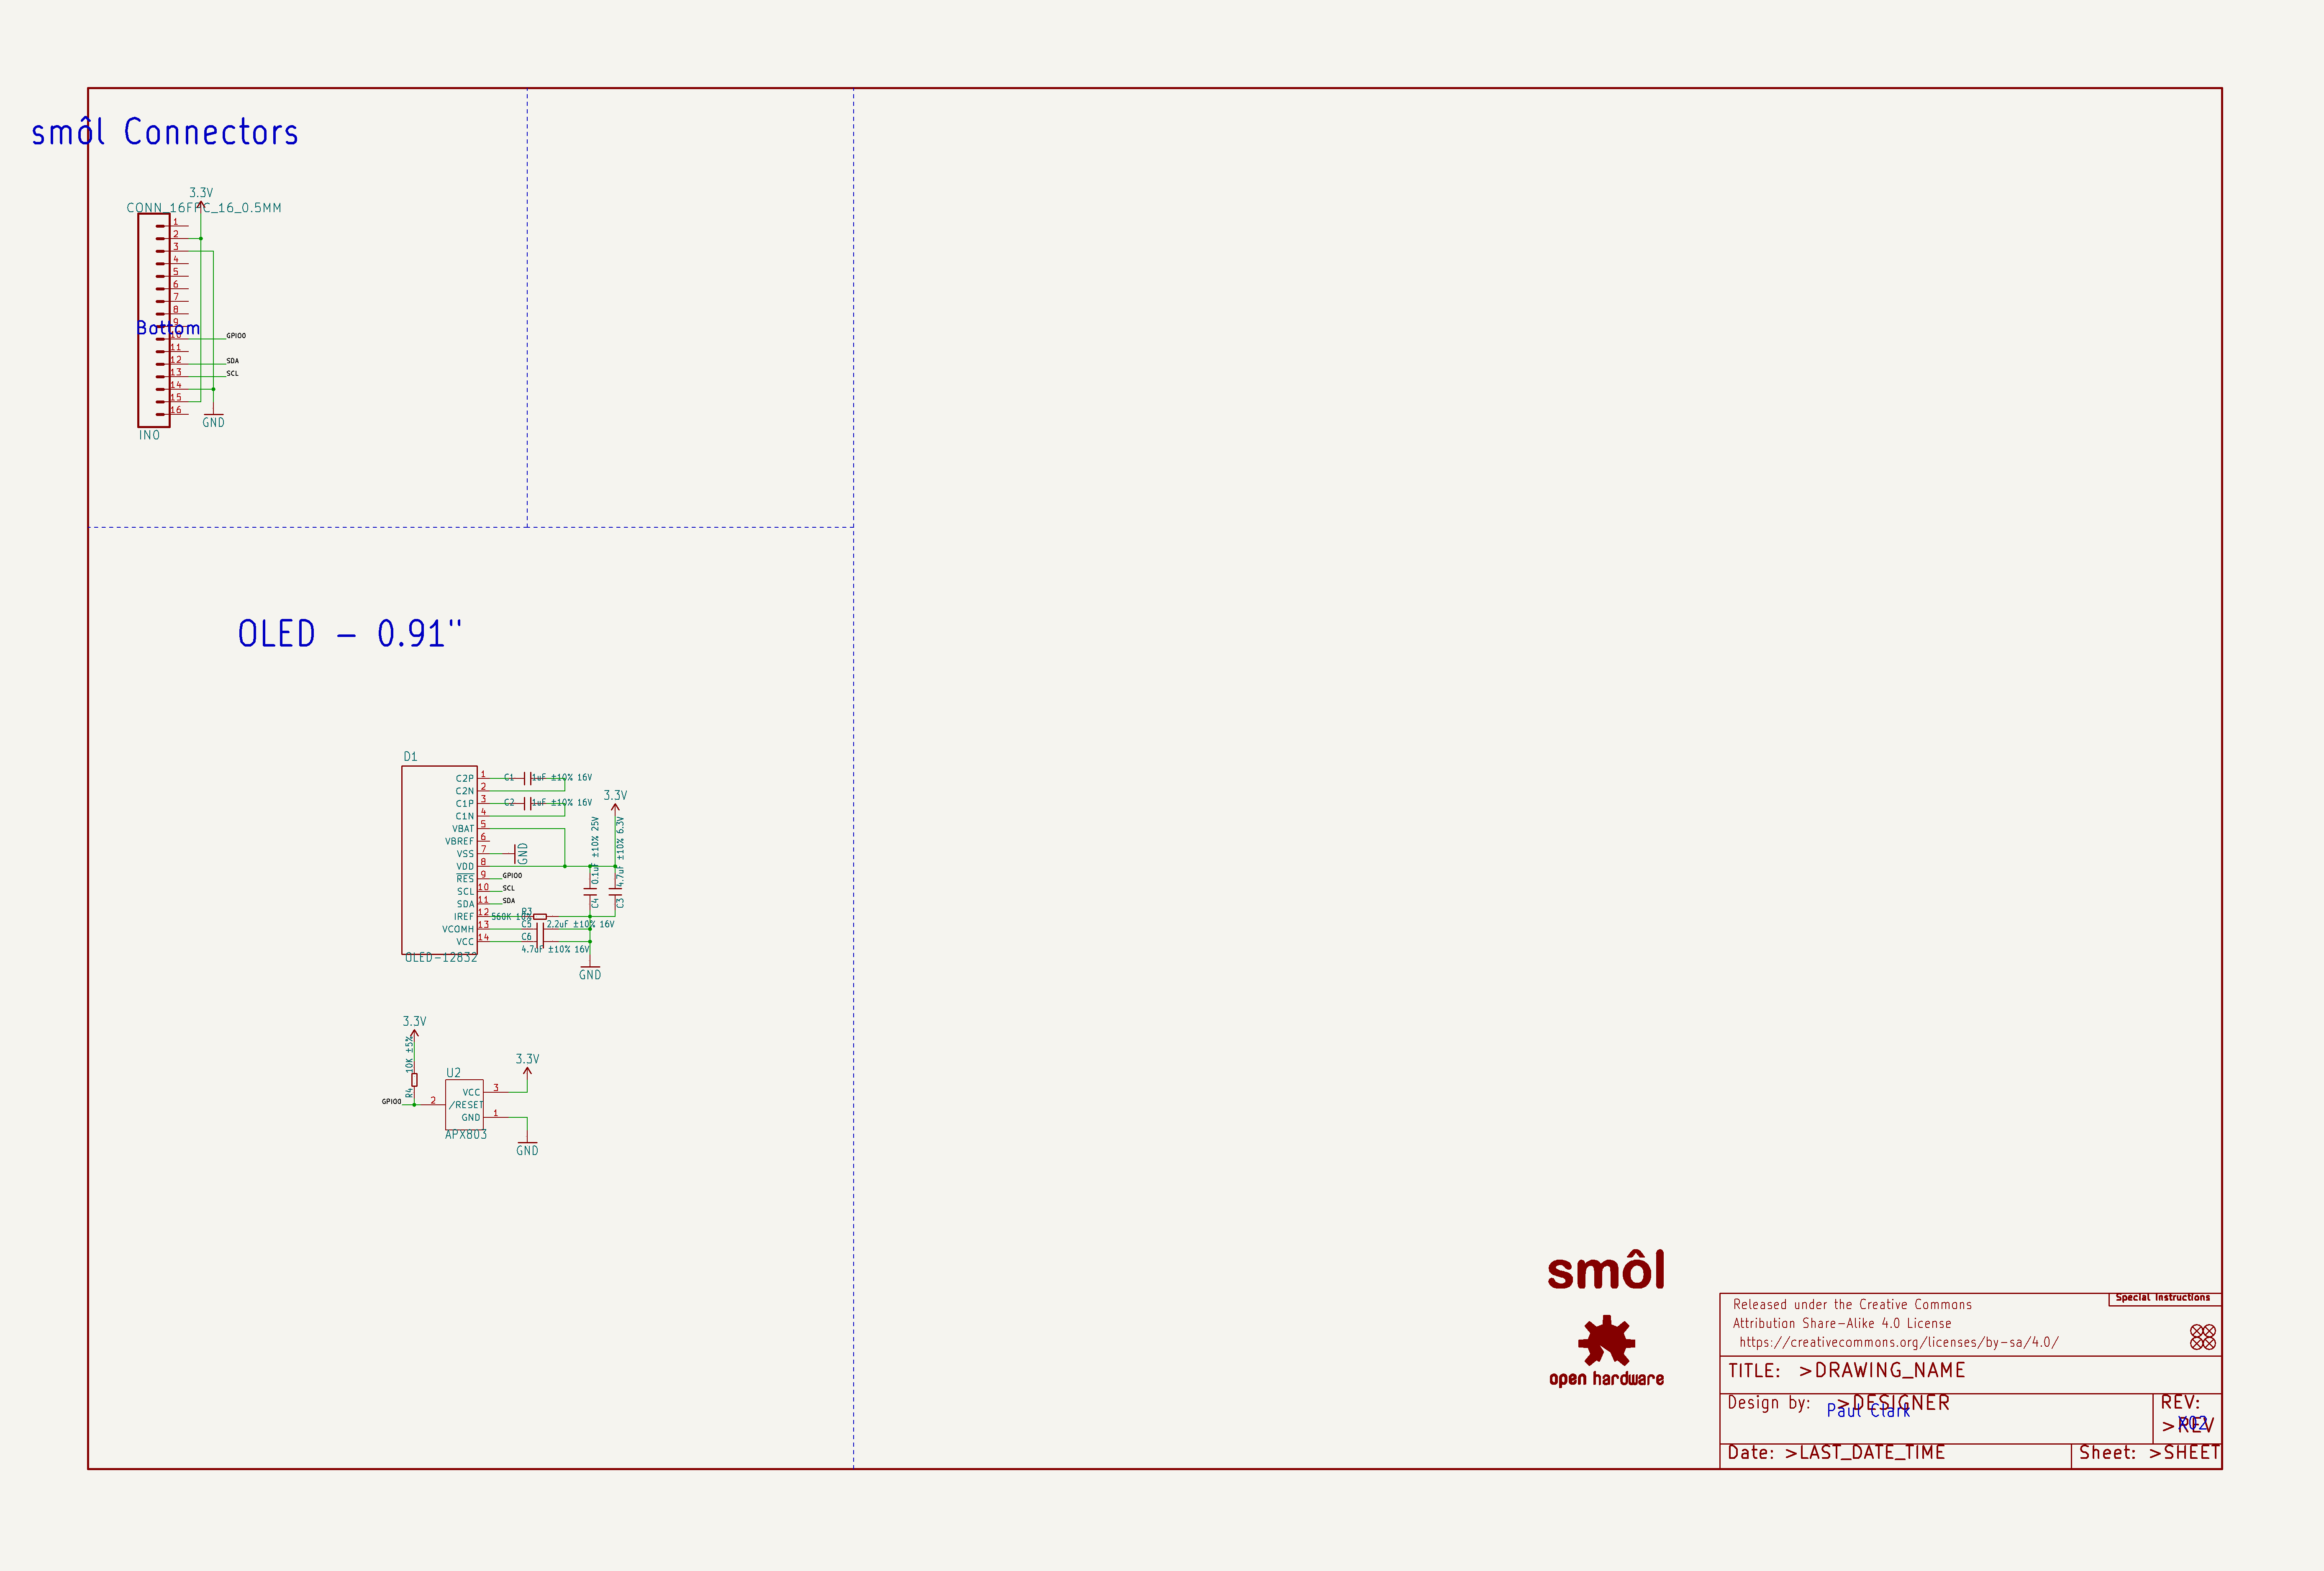 smôl Connectors
3.3V
CONN_16FPC_16_0.5MM
1
2
3
4
5
6
7
8
9
Bottom
10
GPIO0
11
12
SDA
13
SCL
14
15
16
GND
IN0
OLED - 0.91"
D1
C2P 1 C1 1uF ±10% 16V
C2N 2
C1P 3 C2 1uF ±10% 16V
C1N 4
VBAT 5
VBREF 6
VSS 7 GND
VDD 8
RES 9 GPIO0
SCL 10 SCL
SDA 11 SDA
IREF 12 560K 10% R3
VCOMH 13 C5 2.2uF ±10% 16V
VCC 14 C6
4.7uF ±10% 16V
OLED-12832
3.3V
C4 0.1uF ±10% 25V
C3 4.7uF ±10% 6.3V
GND
3.3V
R4 10K ±5%
GPIO0
U2
VCC 3
2 /RESET
GND 1
APX803
3.3V
GND
smôl
open hardware
Special Instructions
Released under the Creative Commons
Attribution Share-Alike 4.0 License
https://creativecommons.org/licenses/by-sa/4.0/
TITLE: >DRAWING_NAME
Design by: >DESIGNER
Paul Clark
REV:
>REV
Date: >LAST_DATE_TIME
Sheet: >SHEET